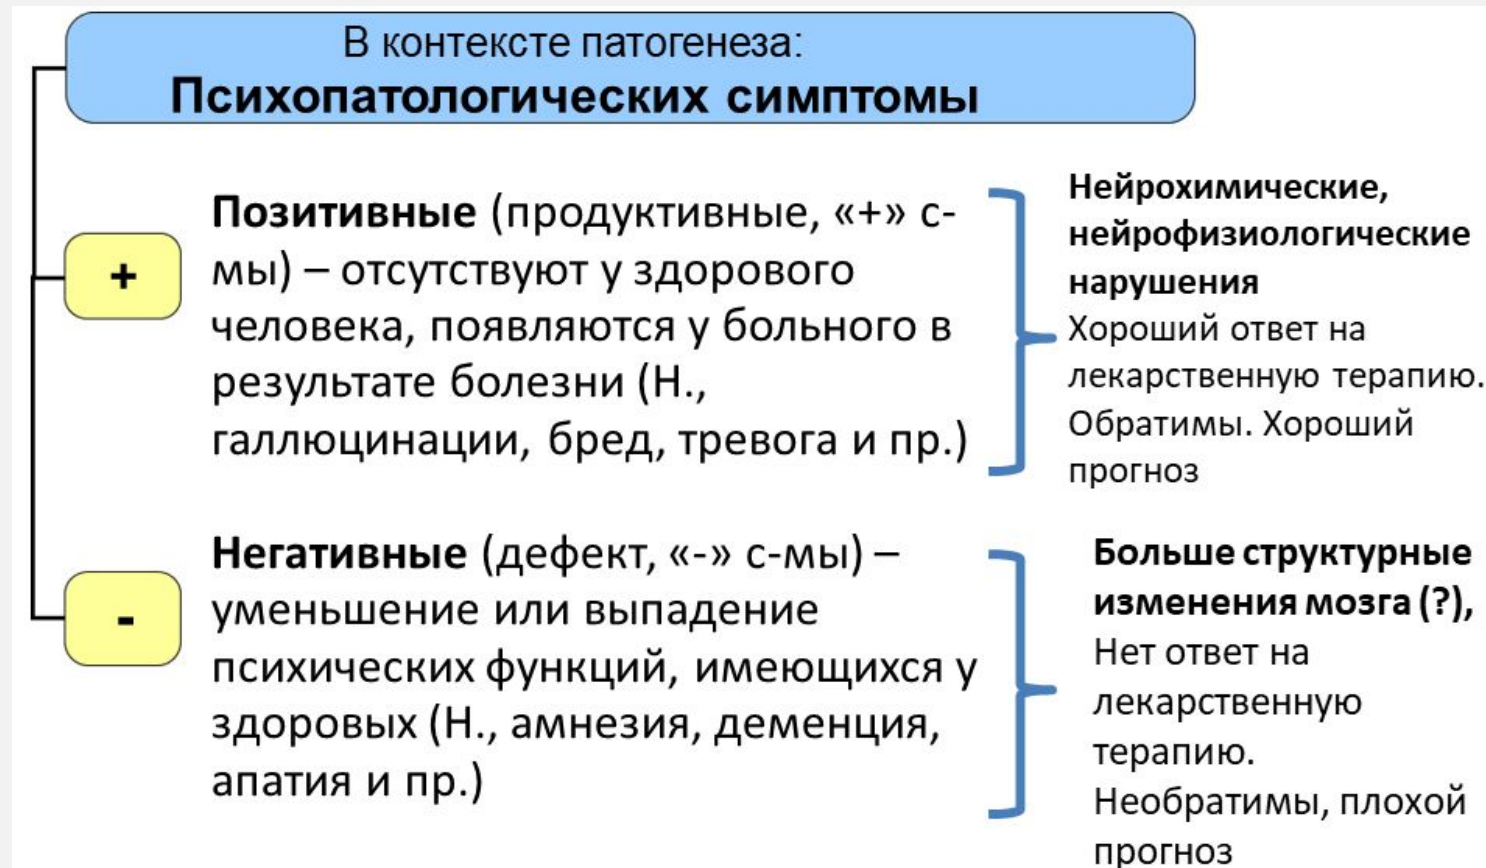 В контексте патогенеза:
Психопатологических симптомы
+
Позитивные (продуктивные, «+» с-
мы) – отсутствуют у здорового
человека, появляются у больного в
результате болезни (Н.,
галлюцинации, бред, тревога и пр.)
Нейрохимические,
нейрофизиологические
нарушения
Хороший ответ на
лекарственную терапию.
Обратимы. Хороший
прогноз
-
Негативные (дефект, «-» с-мы) –
уменьшение или выпадение
психических функций, имеющихся у
здоровых (Н., амнезия, деменция,
апатия и пр.)
Больше структурные
изменения мозга (?),
Нет ответ на
лекарственную
терапию.
Необратимы, плохой
прогноз